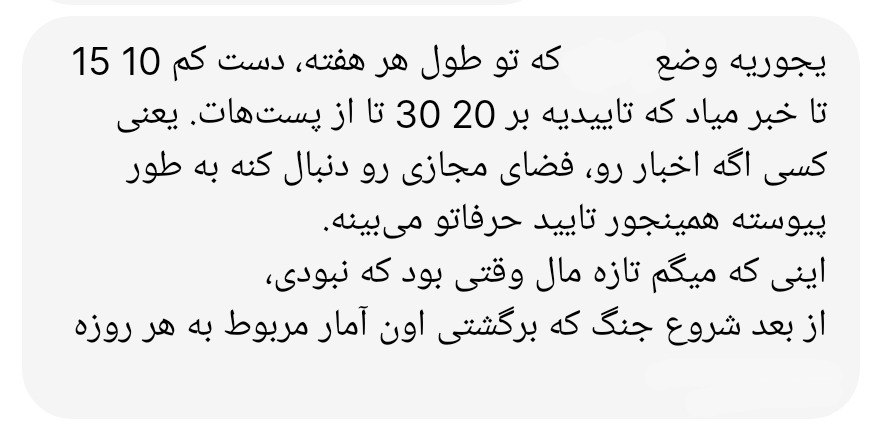 یجوریه وضع که تو طول هر هفته، دست کم 10 15
تا خبر میاد که تاییدیه بر 20 30 تا از پست‌هات. یعنی
کسی اگه اخبار رو، فضای مجازی رو دنبال کنه به طور
پیوسته همینجور تایید حرفاتو می‌بینه.
اینی که میگم تازه مال وقتی بود که نبودی،
از بعد شروع جنگ که برگشتی اون آمار مربوط به هر روزه